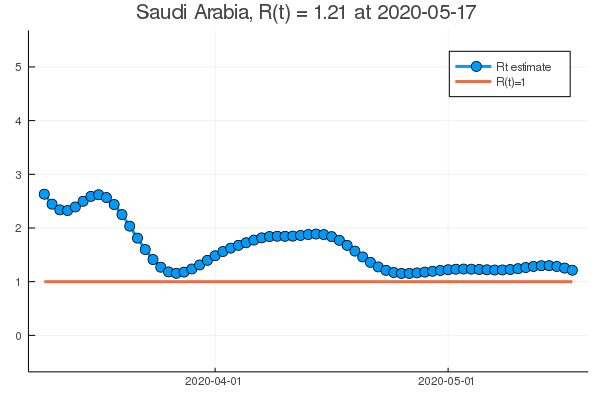 Saudi Arabia, R(t) = 1.21 at 2020-05-17
Rt estimate
R(t)=1
5
4
3
2
1
0
2020-04-01
2020-05-01